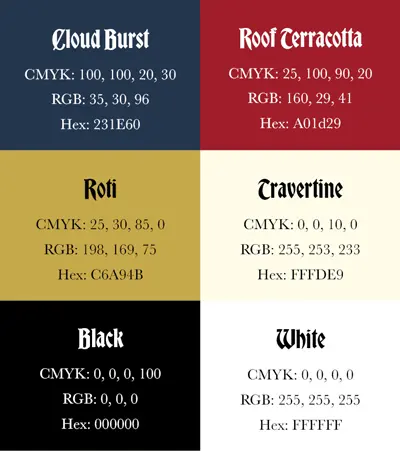 Cloud Burst
CMYK: 100, 100, 20, 30
RGB: 35, 30, 96
Hex: 231E60
Roof Terracotta
CMYK: 25, 100, 90, 20
RGB: 160, 29, 41
Hex: A01d29
Roti
CMYK: 25, 30, 85, 0
RGB: 198, 169, 75
Hex: C6A94B
Travertine
CMYK: 0, 0, 10, 0
RGB: 255, 253, 233
Hex: FFFDE9
Black
CMYK: 0, 0, 0, 100
RGB: 0, 0, 0
Hex: 000000
White
CMYK: 0, 0, 0, 0
RGB: 255, 255, 255
Hex: FFFFFF